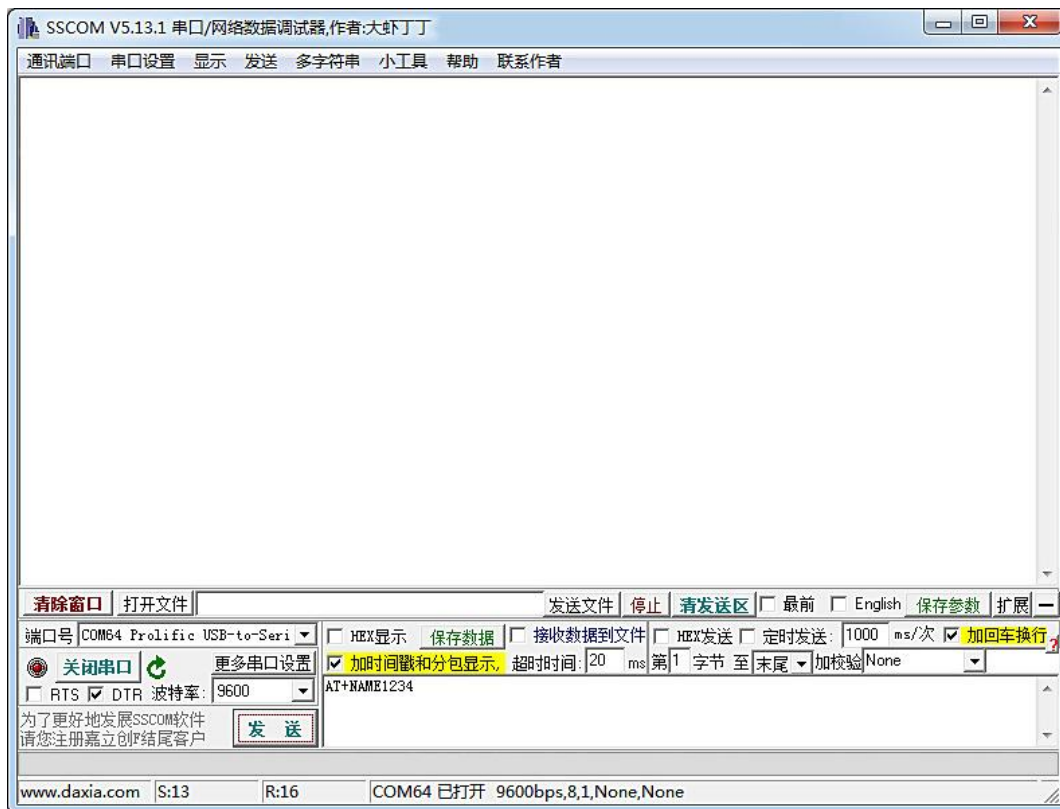 SSCOM V5.13.1 串口/网络数据调试器,作者:大虾丁丁
通讯端口 串口设置 显示 发送 多字符串 小工具 帮助 联系作者
清除窗口 打开文件 发送文件 停止 清发送区 最前 English 保存参数 扩展
端口号 COM64 Prolific USB-to-Seri HEX显示 保存数据 接收数据到文件 HEX发送 定时发送: 1000 ms/次 加回车换行 ?
关闭串口 更多串口设置 加时间戳和分包显示, 超时时间: 20 ms 第1 字节 至 末尾 加校验 None
RTS DTR 波特率: 9600 AT+NAME1234
为了更好地发展SSCOM软件
请您注册嘉立创F结尾客户
发 送
www.daxia.com S:13 R:16 COM64 已打开 9600bps,8,1,None,None